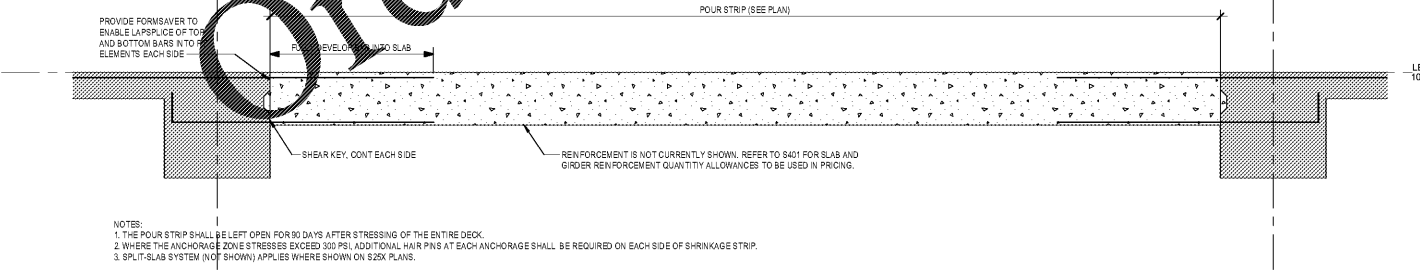 POUR STRIP (SEE PLAN)
PROVIDE FORMSAVER TO
ENABLE LAPSPLICE OF TOP
AND BOTTOM BARS INTO
ELEMENTS EACH SIDE
INTO SLAB
SHEAR KEY, CONT EACH SIDE
REINFORCEMENT IS NOT CURRENTLY SHOWN. REFER TO S401 FOR SLAB AND
GIRDER REINFORCEMENT QUANTITIY ALLOWANCES TO BE USED IN PRICING.
NOTES:
1. THE POUR STRIP SHALL BE LEFT OPEN FOR 90 DAYS AFTER STRESSING OF THE ENTIRE DECK.
2. WHERE THE ANCHORAGE ZONE STRESSES EXCEED 300 PSI, ADDITIONAL HAIR PINS AT EACH ANCHORAGE SHALL BE REQUIRED ON EACH SIDE OF SHRINKAGE STRIP.
3. SPLIT-SLAB SYSTEM (NOT SHOWN) APPLIES WHERE SHOWN ON S25X PLANS.